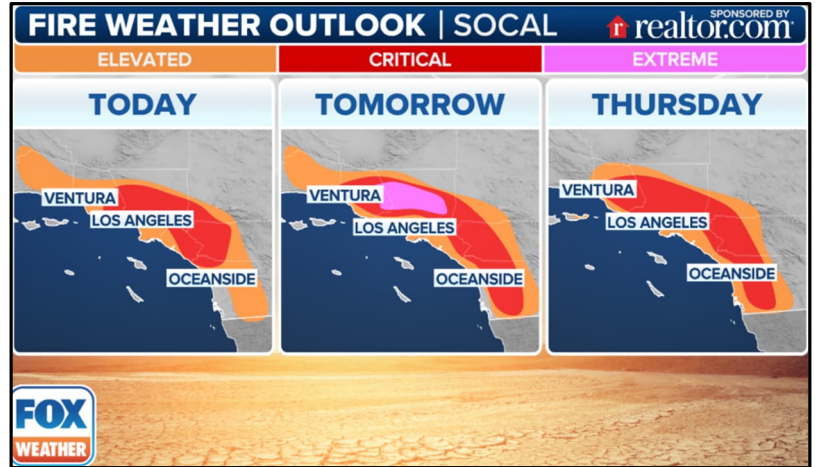 FIRE WEATHER OUTLOOK | SOCAL
SPONSORED BY
r realtor.com
ELEVATED
CRITICAL
EXTREME
TODAY
VENTURA
LOS ANGELES
OCEANSIDE
TOMORROW
VENTURA
LOS ANGELES
OCEANSIDE
THURSDAY
VENTURA
LOS ANGELES
OCEANSIDE
FOX
WEATHER